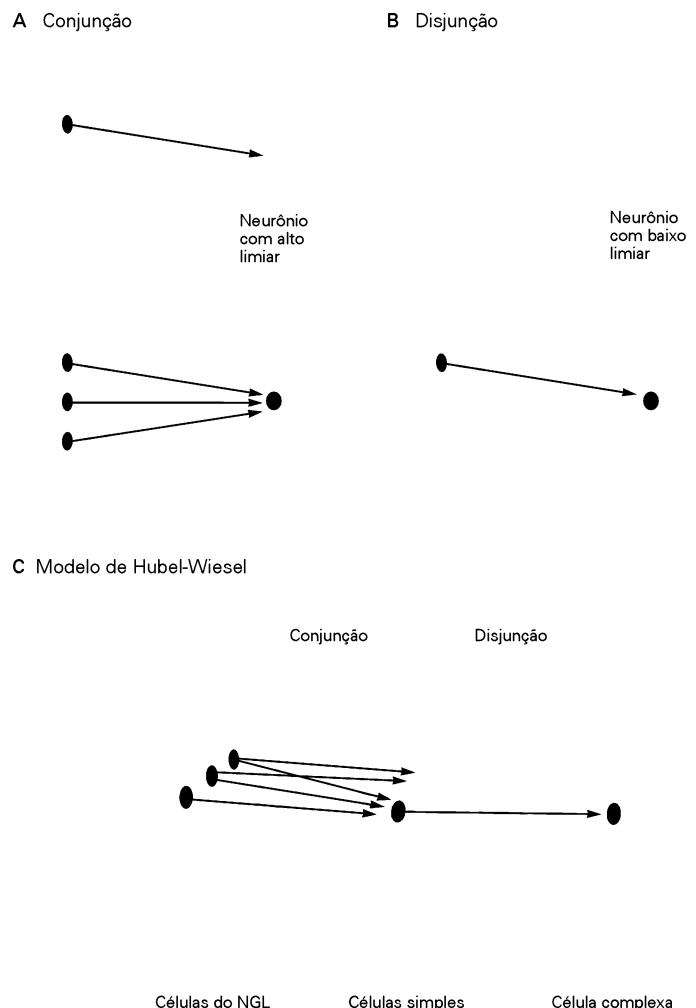 A Conjunção
B Disjunção
Neurônio
com alto
limiar
Neurônio
com baixo
limiar
C Modelo de Hubel-Wiesel
Conjunção
Disjunção
Células do NGL
Células simples
Célula complexa